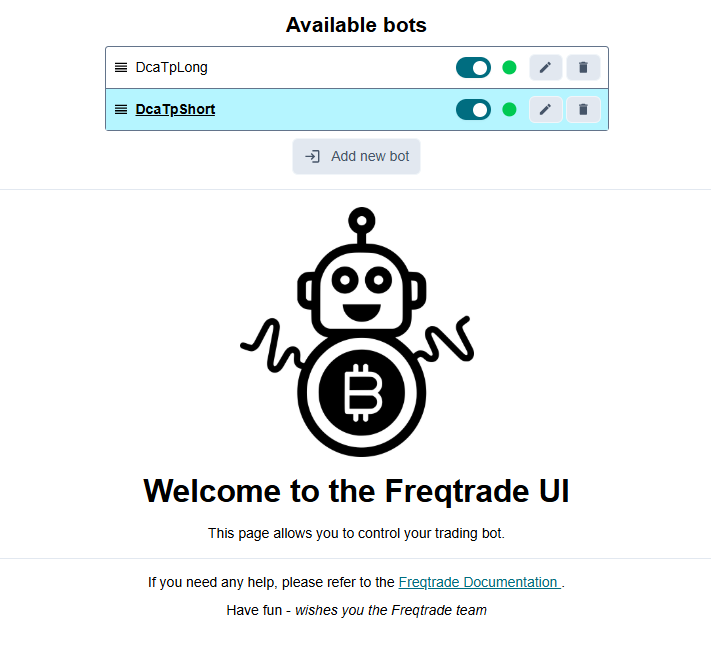 Available bots
DcaTpLong
DcaTpShort
Add new bot
Welcome to the Freqtrade UI
This page allows you to control your trading bot.
If you need any help, please refer to the Freqtrade Documentation .
Have fun - wishes you the Freqtrade team